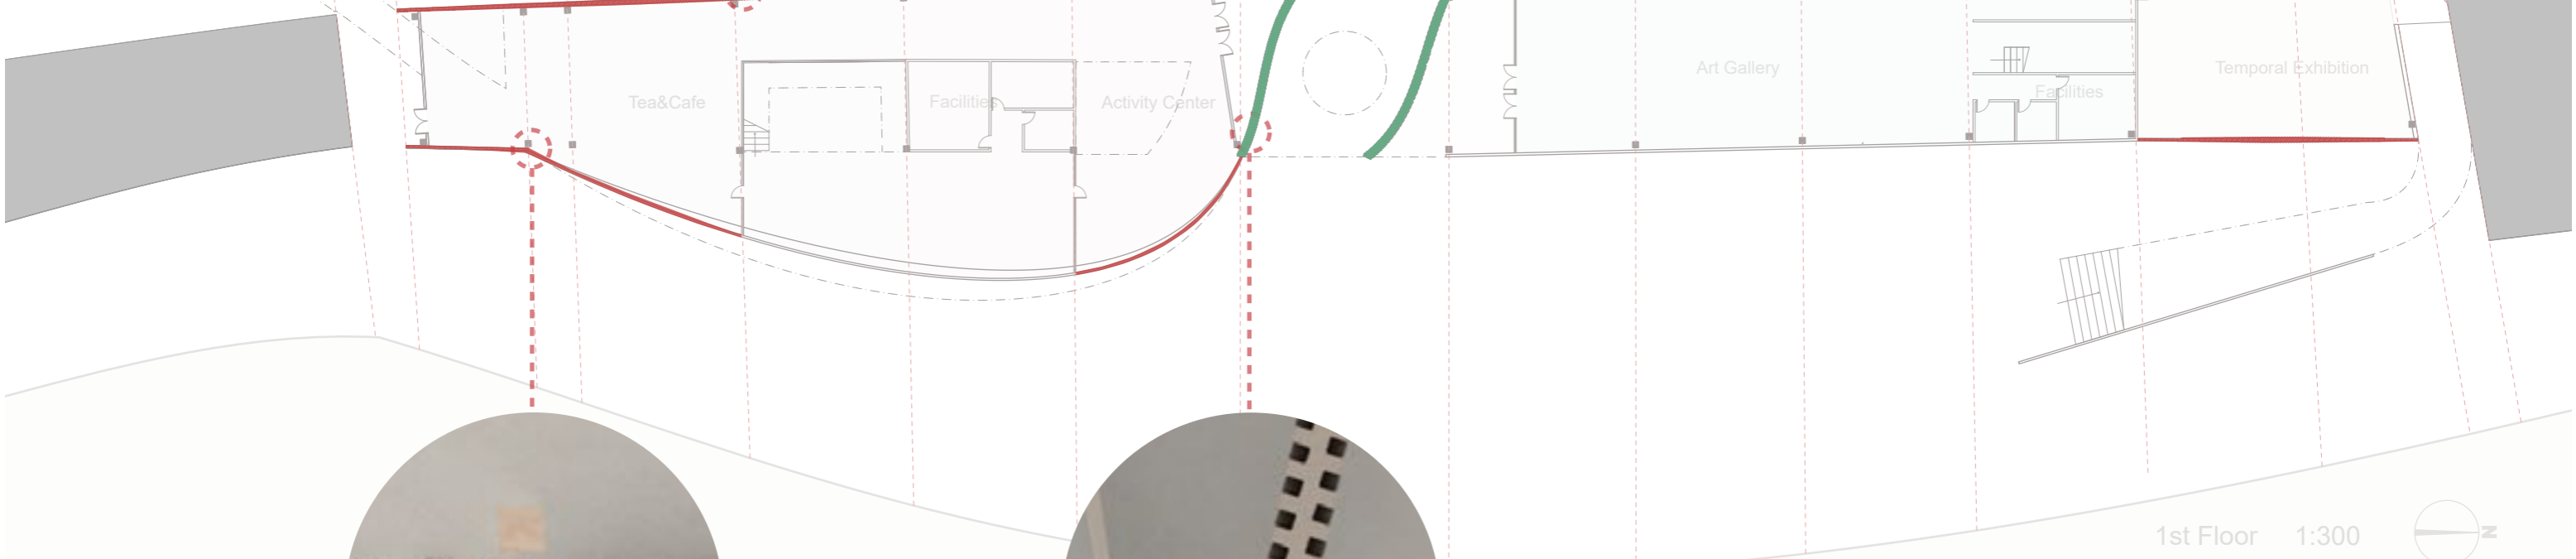 Tea&Cafe
Facilities
Activity Center
Art Gallery
Facilities
Temporal Exhibition
1st Floor 1:300
N